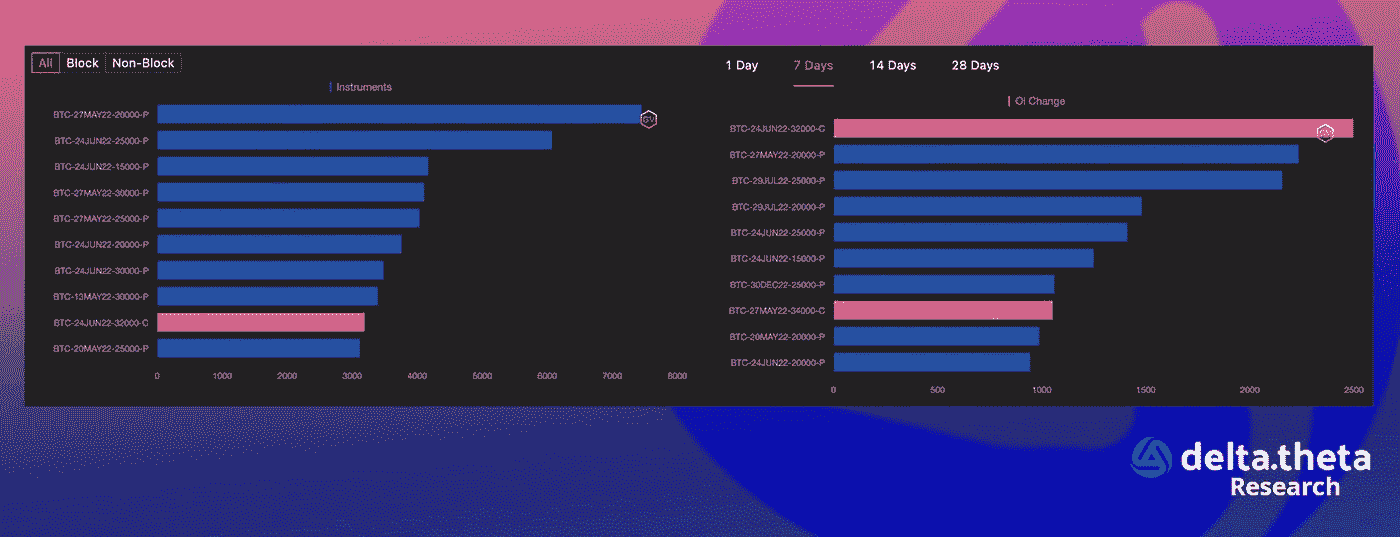 All Block Non-Block
Instruments
BTC-27MAY22-20000-P
BTC-24JUN22-25000-P
BTC-24JUN22-15000-P
BTC-27MAY22-30000-P
BTC-27MAY22-25000-P
BTC-24JUN22-20000-P
BTC-24JUN22-30000-P
BTC-13MAY22-30000-P
BTC-24JUN22-32000-C
BTC-20MAY22-25000-P
0 1000 2000 3000 4000 5000 6000 7000 8000
1 Day 7 Days 14 Days 28 Days
OI Change
BTC-24JUN22-32000-C
BTC-27MAY22-20000-P
BTC-29JUL22-25000-P
BTC-29JUL22-20000-P
BTC-24JUN22-25000-P
BTC-24JUN22-15000-P
BTC-30DEC22-25000-P
BTC-27MAY22-34000-C
BTC-20MAY22-20000-P
BTC-24JUN22-20000-P
0 500 1000 1500 2000 2500
delta.theta
Research